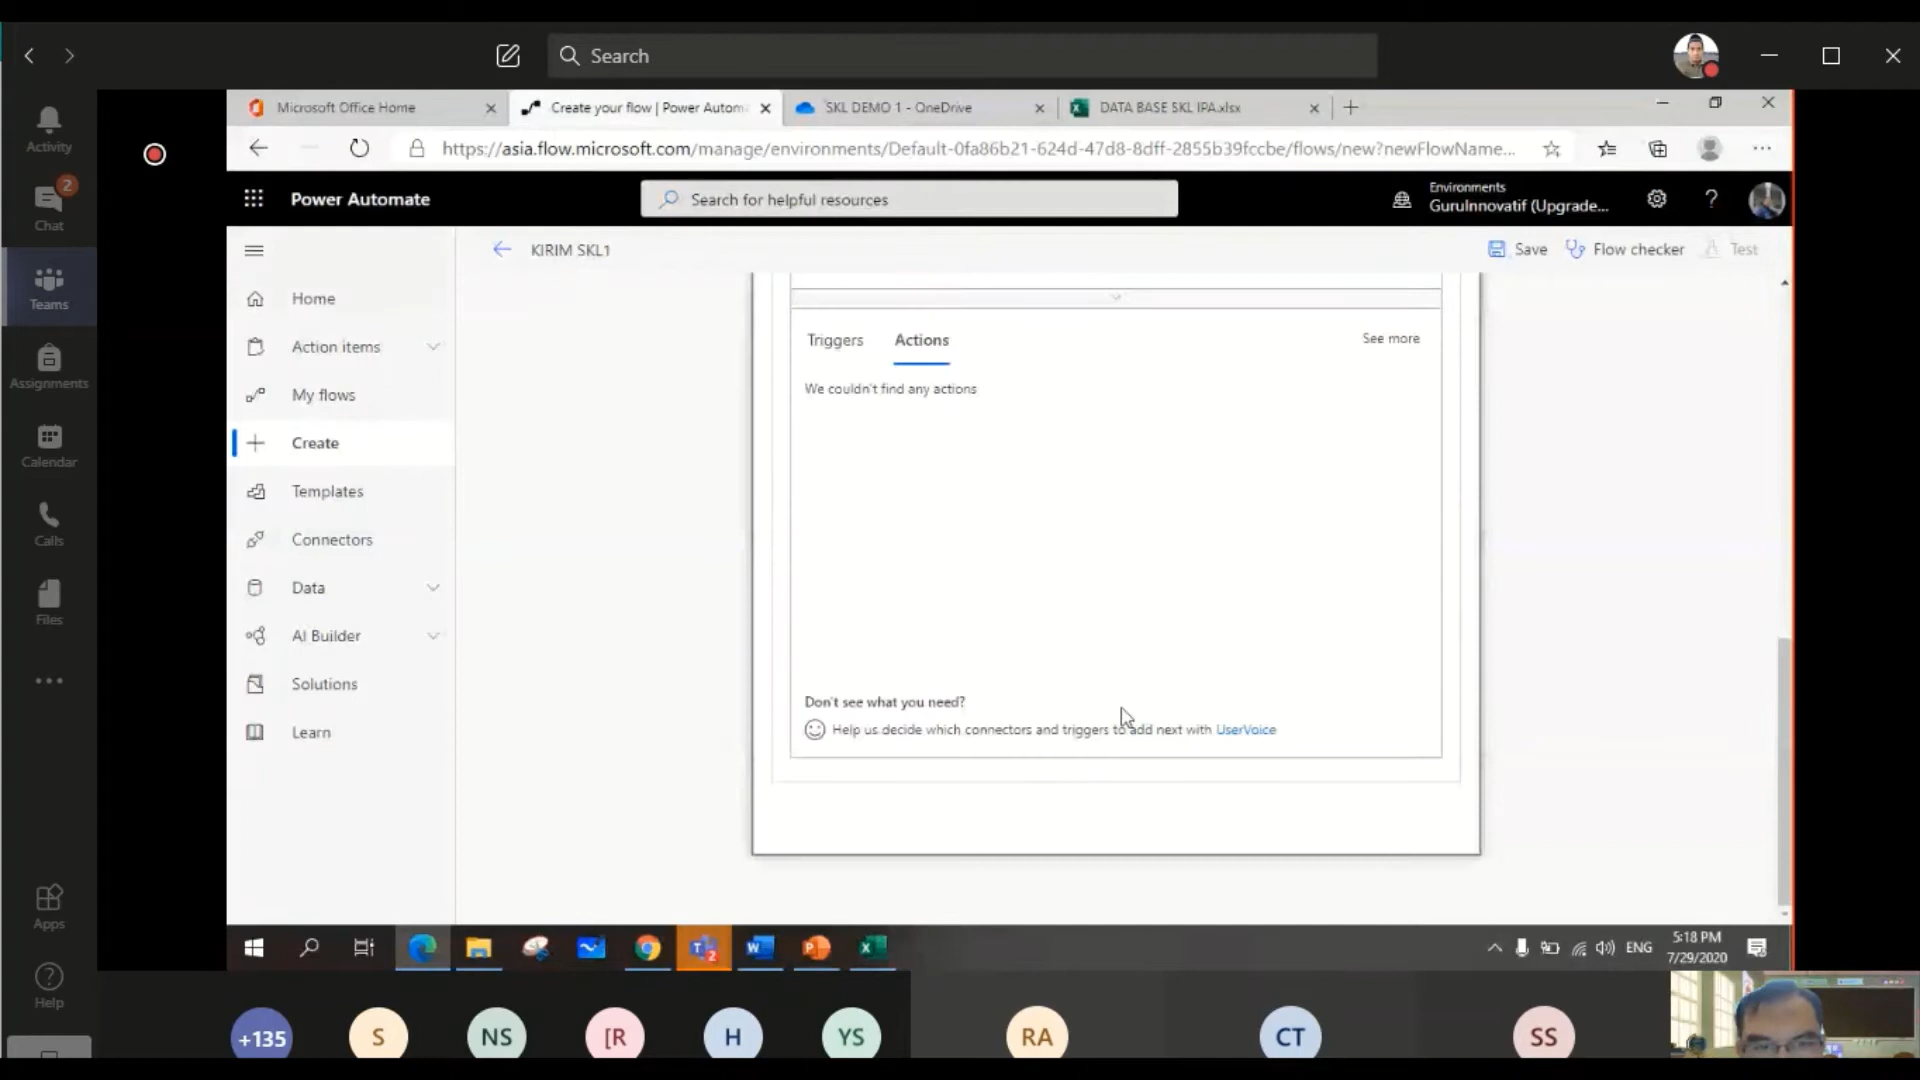 Search
Activity
2
Chat
Teams
Assignments
Calendar
Calls
Files
Apps
Help
Microsoft Office Home
Create your flow | Power Autom
SKL DEMO 1 - OneDrive
DATA BASE SKL IPA.xlsx
https://asia.flow.microsoft.com/manage/environments/Default-0fa86b21-624d-47d8-8dff-2855b39fccbe/flows/new?newFlowName...
Power Automate
Search for helpful resources
Environments
GuruInnovatif (Upgrade...
KIRIM SKL1
Save
Flow checker
Test
Home
Action items
My flows
Create
Templates
Connectors
Data
AI Builder
Solutions
Learn
Triggers
Actions
See more
We couldn't find any actions
Don't see what you need?
Help us decide which connectors and triggers to add next with UserVoice
ENG
5:18 PM
7/29/2020
+135
S
NS
[R
H
YS
RA
CT
SS